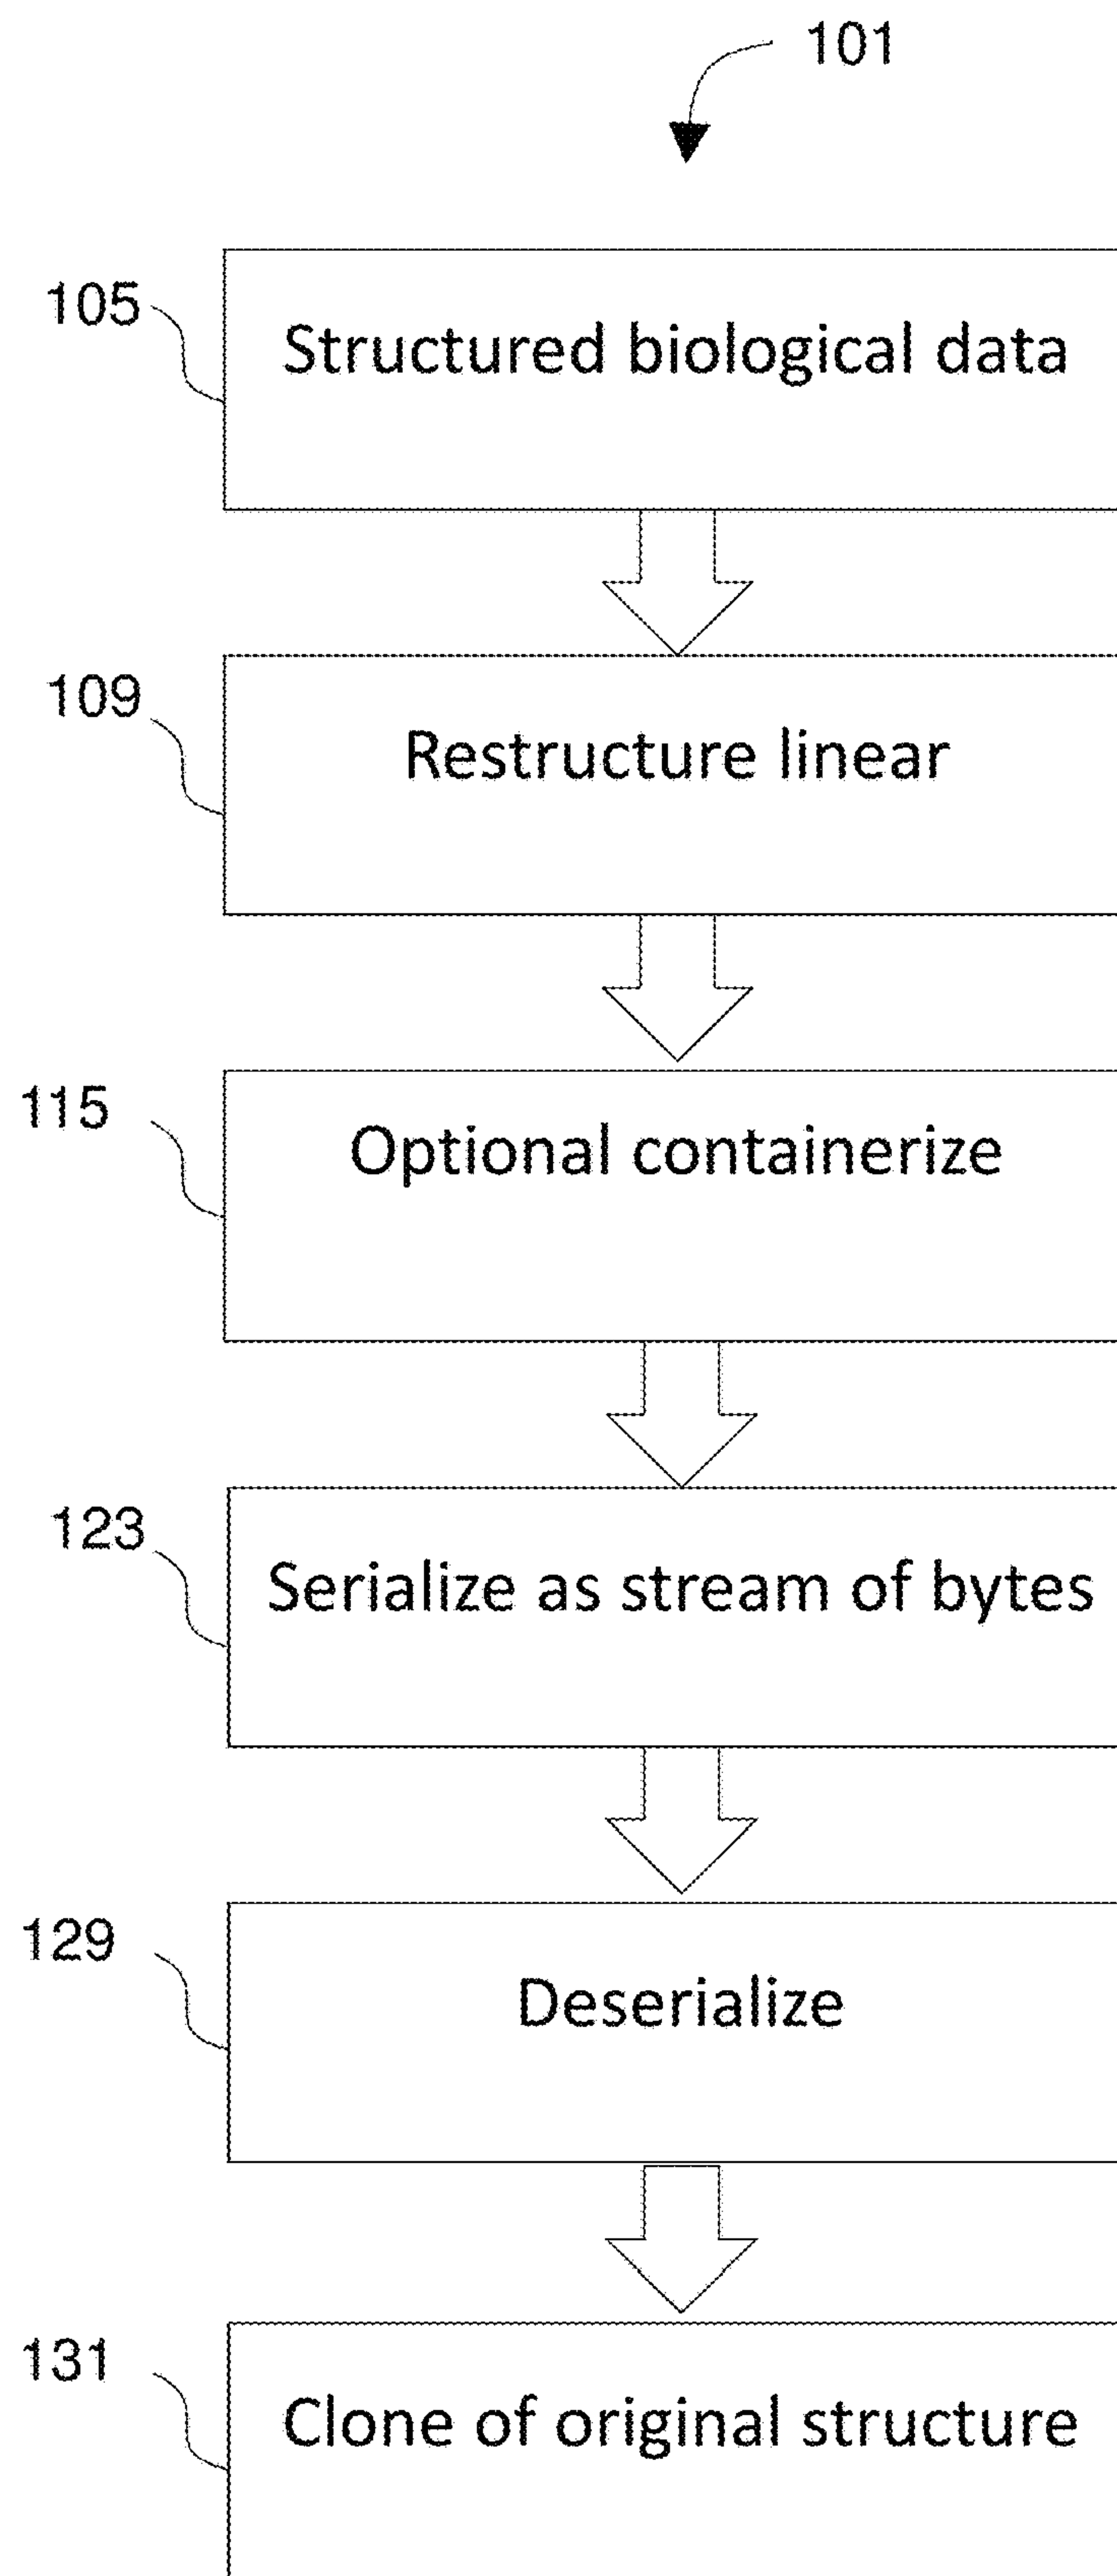 101
105
Structured biological data
109
Restructure linear
115
Optional containerize
123
Serialize as stream of bytes
129
Deserialize
131
Clone of original structure